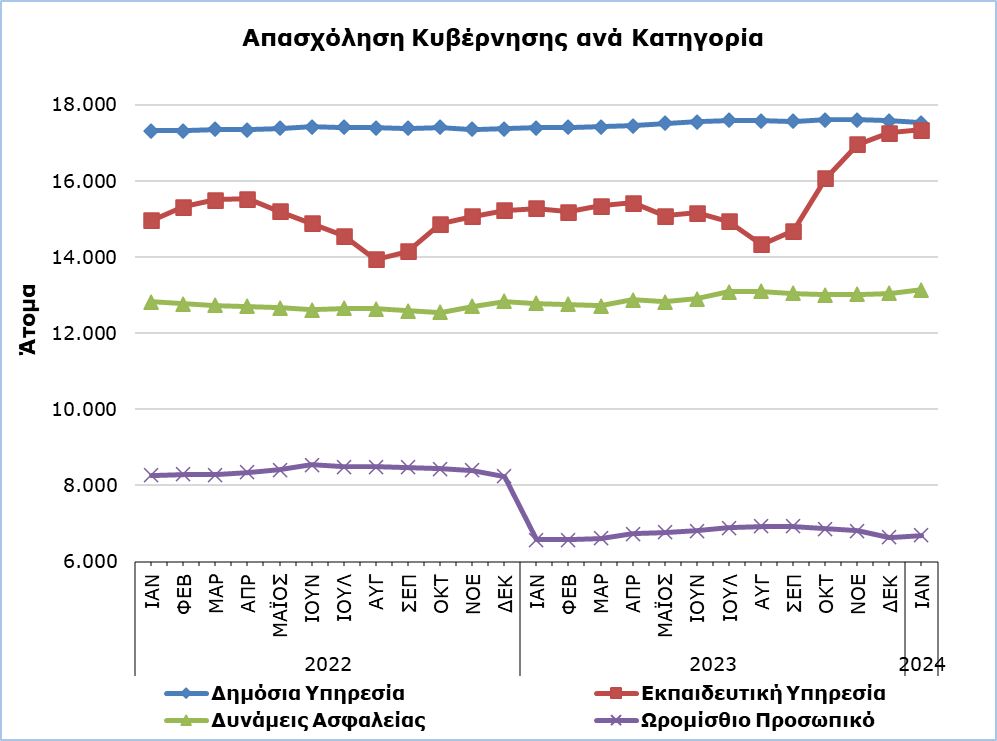 Απασχόληση Κυβέρνησης ανά Κατηγορία
Άτομα
18.000
16.000
14.000
12.000
10.000
8.000
6.000
ΙΑΝ ΦΕΒ ΜΑΡ ΑΠΡ ΜΑΪΟΣ ΙΟΥΝ ΙΟΥΛ ΑΥΓ ΣΕΠ ΟΚΤ ΝΟΕ ΔΕΚ ΙΑΝ ΦΕΒ ΜΑΡ ΑΠΡ ΜΑΪΟΣ ΙΟΥΝ ΙΟΥΛ ΑΥΓ ΣΕΠ ΟΚΤ ΝΟΕ ΔΕΚ ΙΑΝ
2022 2023 2024
Δημόσια Υπηρεσία Εκπαιδευτική Υπηρεσία
Δυνάμεις Ασφαλείας Ωρομίσθιο Προσωπικό